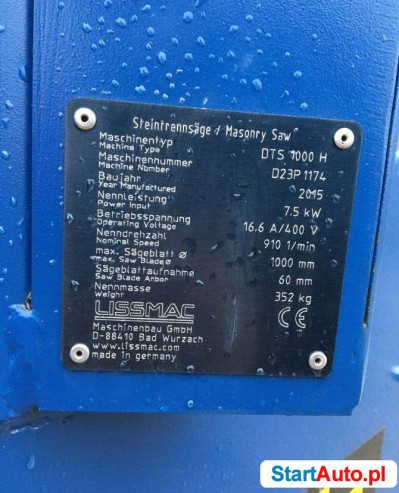 Steintrennsäge / Masonry Saw
Maschinentyp
Machine Type
DTS 1000 H
Maschinennummer
Machine Number
D23P1174
Baujahr
Year Manufactured
2015
Nennleistung
Power Input
7.5 kW
Betriebsspannung
Operating Voltage
16.6 A/400 V
Nenndrehzahl
Nominal Speed
910 1/min
max. Sägeblatt Ø
max. Saw Blade Ø
1000 mm
Sägeblattaufnahme
Saw Blade Arbor
60 mm
Nennmasse
Weight
352 kg
LISSMAC
CE
Maschinenbau GmbH
D-88410 Bad Wurzach
www.lissmac.com
made in germany
StartAuto.pl